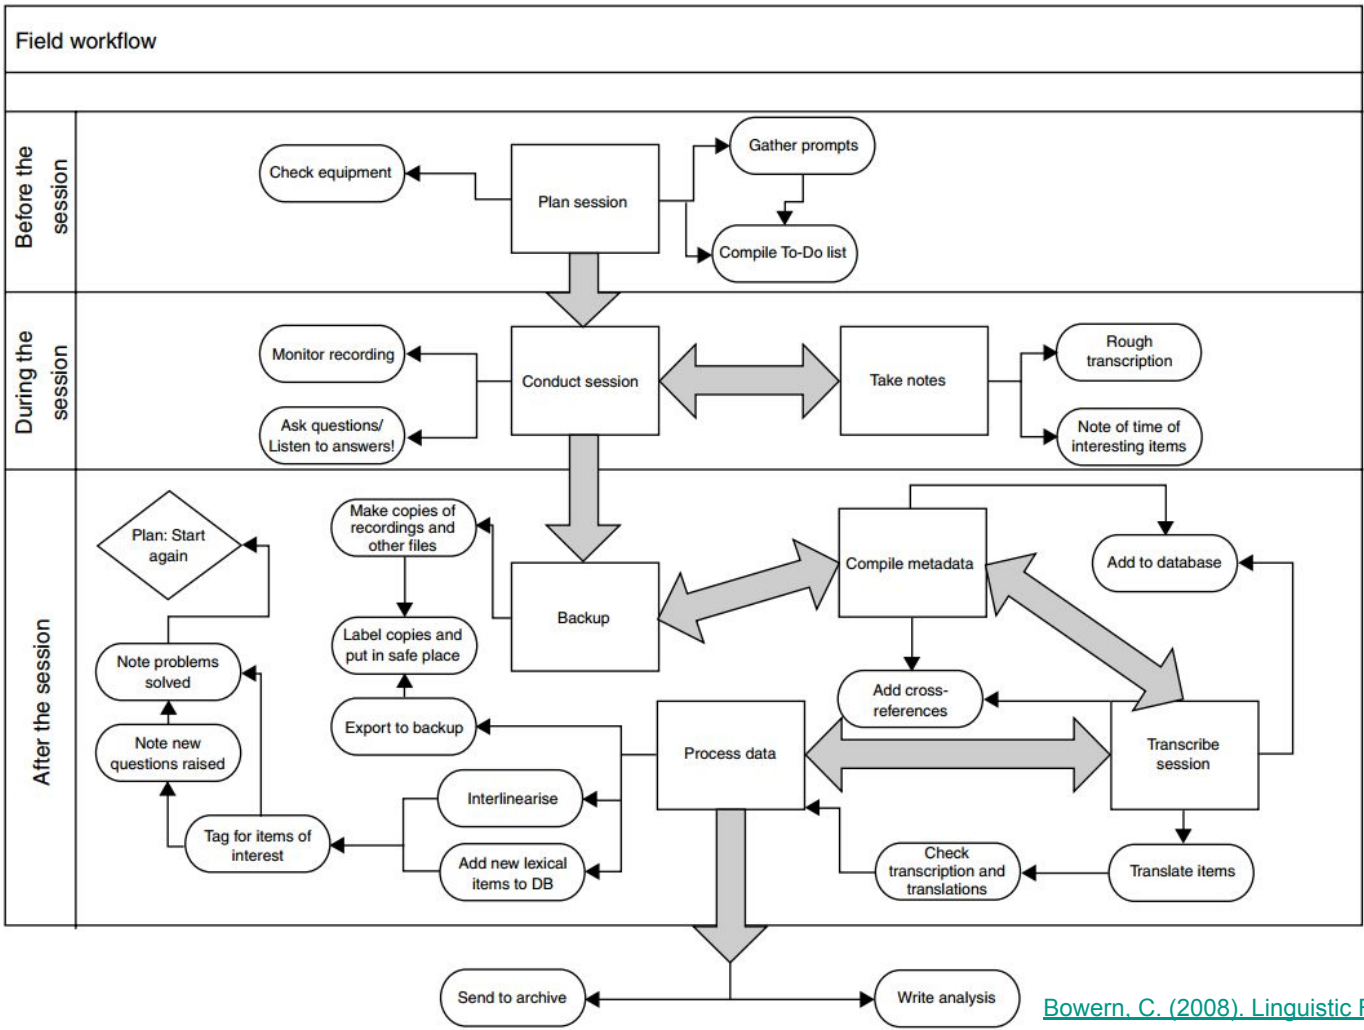 Field workflow
Before the
session
Check equipment
Plan session
Gather prompts
Compile To-Do list
During the
session
Monitor recording
Ask questions/
Listen to answers!
Conduct session
Take notes
Rough
transcription
Note of time of
interesting items
After the session
Plan: Start
again
Make copies of
recordings and
other files
Backup
Compile metadata
Add to database
Label copies and
put in safe place
Note problems
solved
Add cross-
references
Export to backup
Note new
questions raised
Process data
Transcribe
session
Interlinearise
Tag for items of
interest
Add new lexical
items to DB
Check
transcription and
translations
Translate items
Send to archive
Write analysis
Bowern, C. (2008). Linguistic